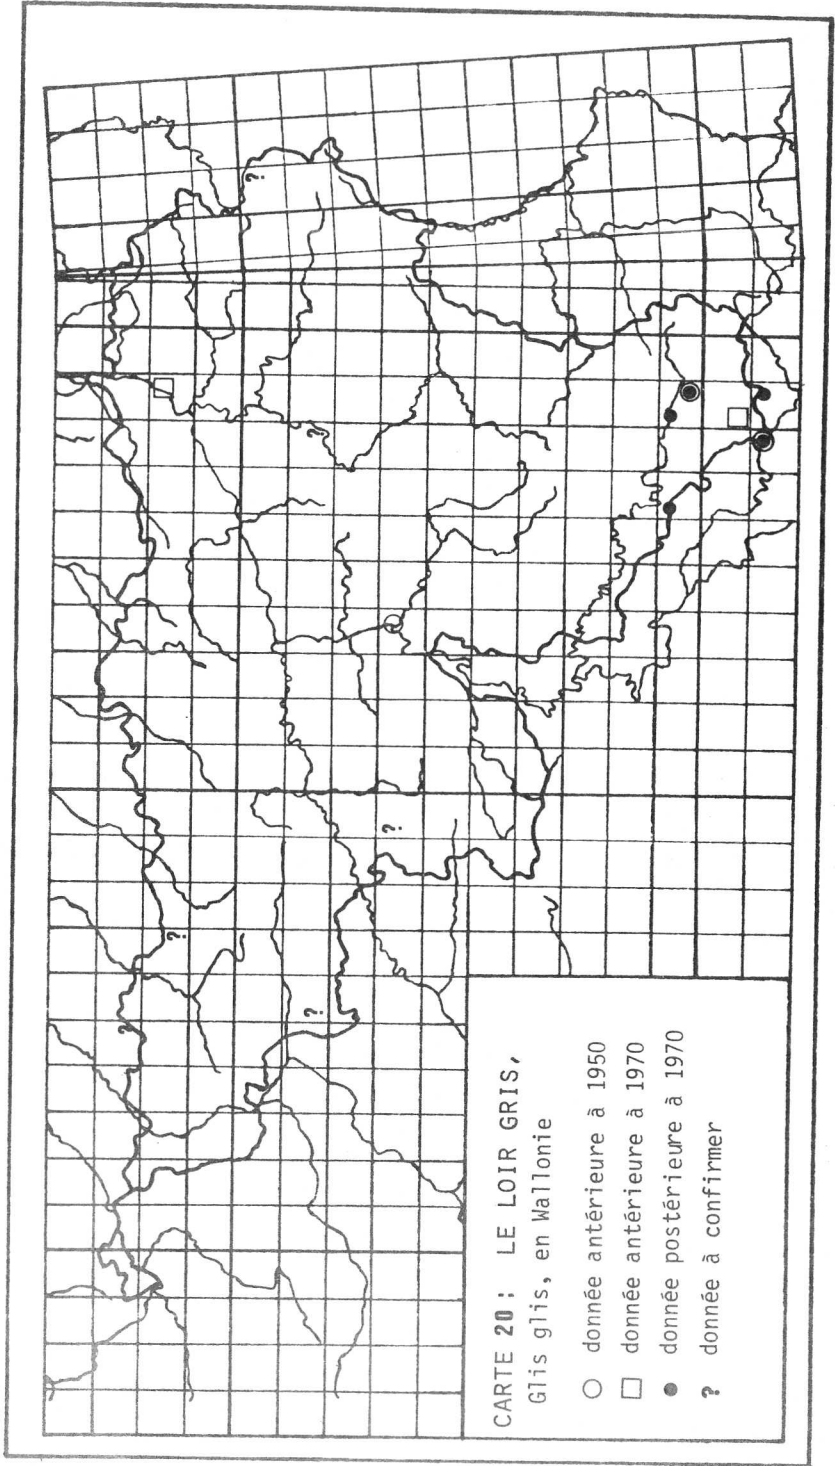 CARTE 20 : LE LOIR GRIS,
Glis glis, en Wallonie
○ donnée antérieure à 1950
□ donnée antérieure à 1970
● donnée postérieure à 1970
? donnée à confirmer
?
?
?
?
?
?